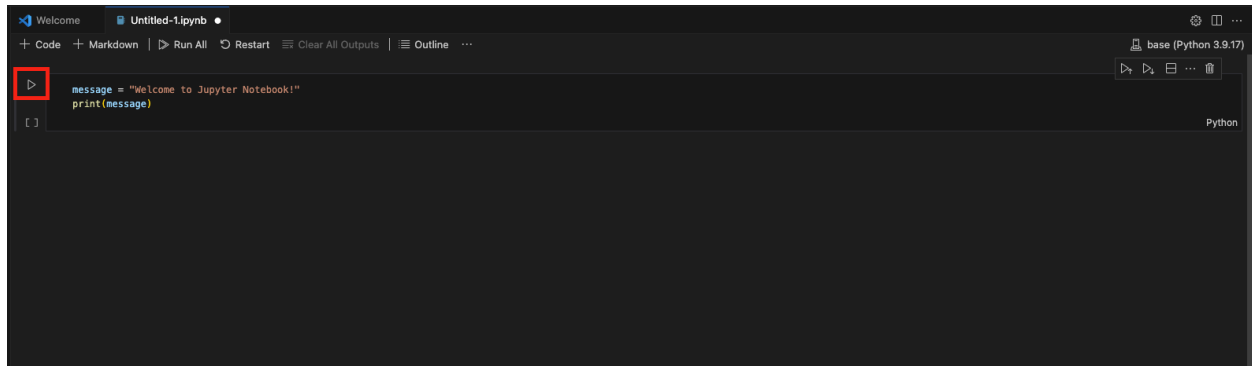 Welcome Untitled-1.ipynb
+ Code + Markdown | Run All Restart Clear All Outputs | Outline ... base (Python 3.9.17)
message = "Welcome to Jupyter Notebook!"
print(message)
[ ] Python